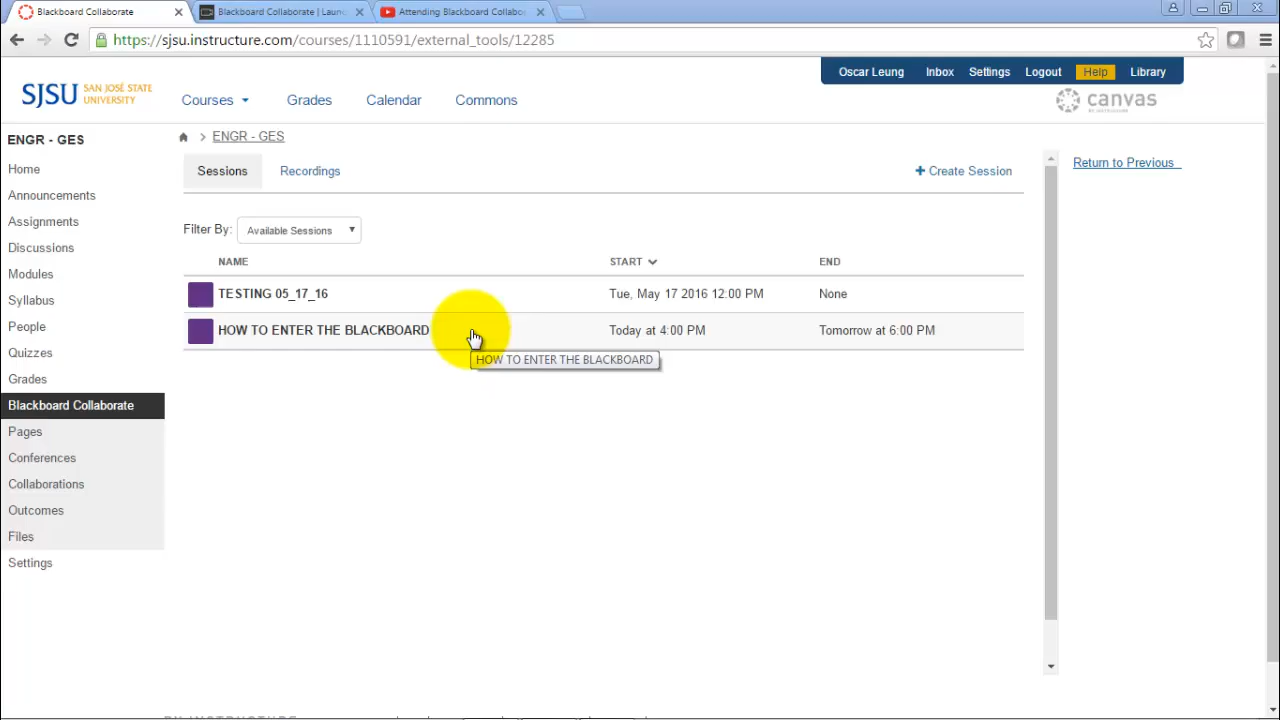 Blackboard Collaborate
Blackboard Collaborate | Laun
Attending Blackboard Collabo
https://sjsu.instructure.com/courses/1110591/external_tools/12285
Oscar Leung Inbox Settings Logout Help Library
SJSU SAN JOSÉ STATE UNIVERSITY
Courses Grades Calendar Commons
canvas
BY INSTRUCTURE
ENGR - GES
Home
Announcements
Assignments
Discussions
Modules
Syllabus
People
Quizzes
Grades
Blackboard Collaborate
Pages
Conferences
Collaborations
Outcomes
Files
Settings
> ENGR - GES
Sessions Recordings + Create Session
Return to Previous
Filter By: Available Sessions
NAME START END
TESTING 05_17_16 Tue, May 17 2016 12:00 PM None
HOW TO ENTER THE BLACKBOARD Today at 4:00 PM Tomorrow at 6:00 PM
HOW TO ENTER THE BLACKBOARD